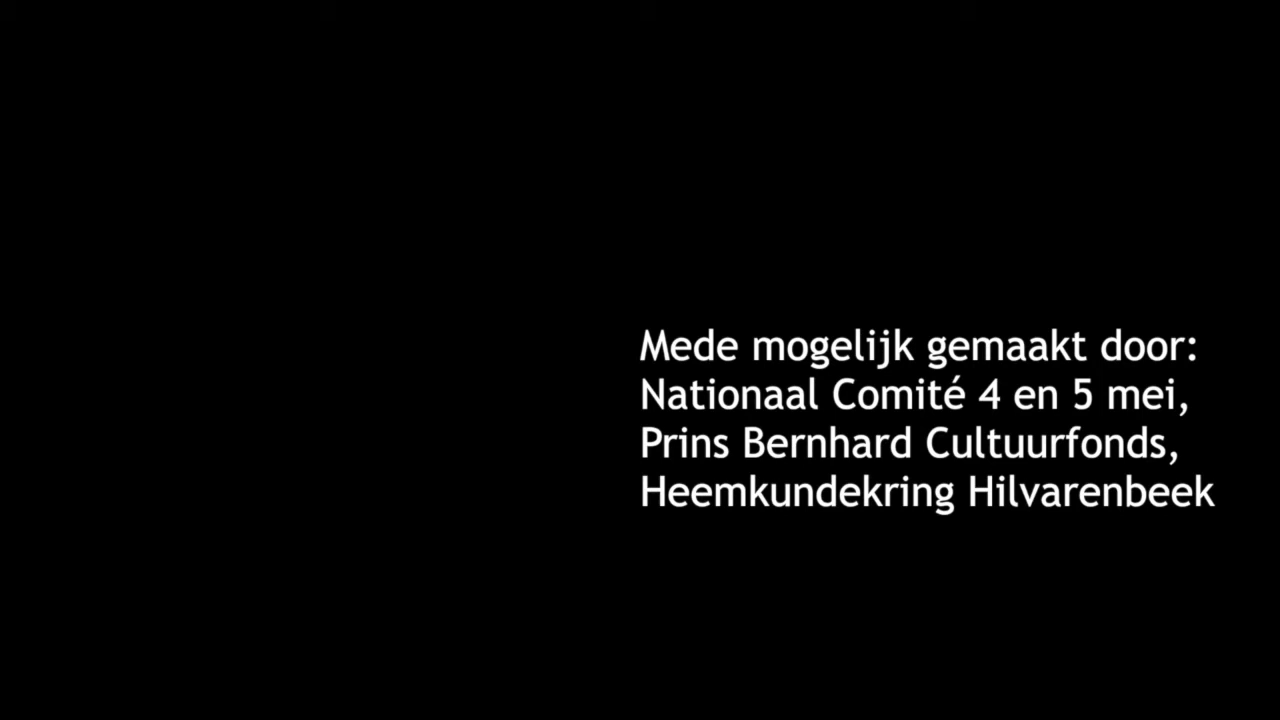 Mede mogelijk gemaakt door:
Nationaal Comité 4 en 5 mei,
Prins Bernhard Cultuurfonds,
Heemkundekring Hilvarenbeek